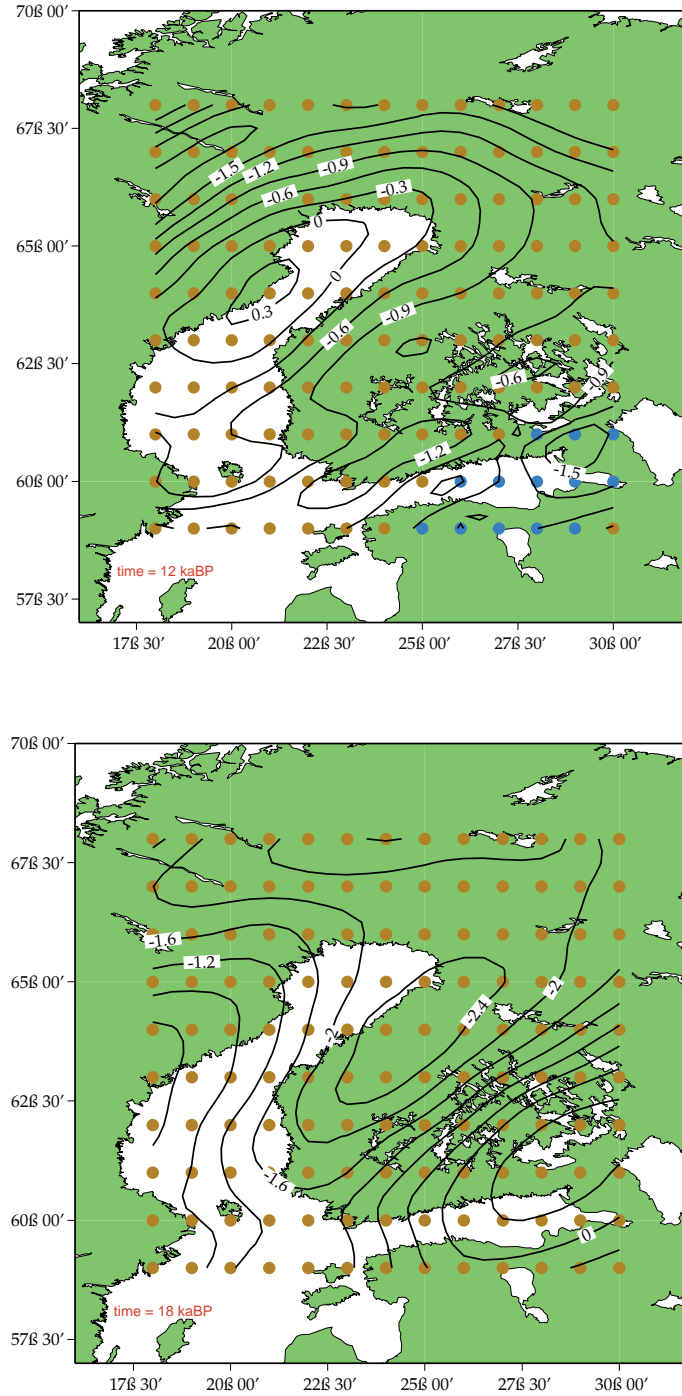 70ß 00′
67ß 30′
65ß 00′
62ß 30′
60ß 00′
57ß 30′
-1.5
-1.2
-0.9
-0.6
-0.3
0
0
0.3
-0.6
-0.9
-0.6
-0.9
-1.2
-1.5
time = 12 kaBP
17ß 30′ 20ß 00′ 22ß 30′ 25ß 00′ 27ß 30′ 30ß 00′
70ß 00′
67ß 30′
65ß 00′
62ß 30′
60ß 00′
57ß 30′
-1.6
-1.2
-2
-2.4
-2
-1.6
0
time = 18 kaBP
17ß 30′ 20ß 00′ 22ß 30′ 25ß 00′ 27ß 30′ 30ß 00′